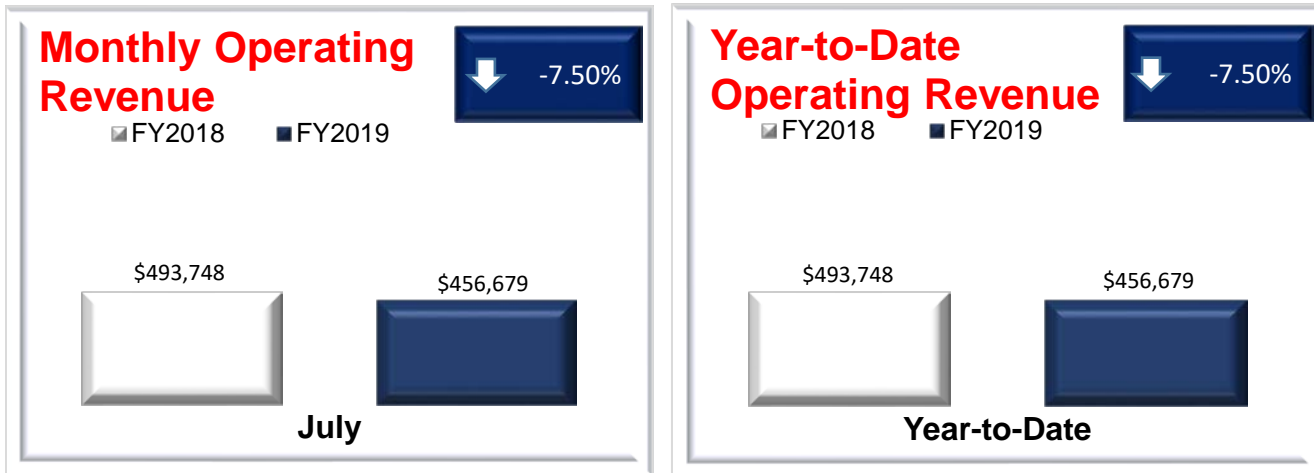 Monthly Operating
Revenue
-7.50%
FY2018 FY2019
$493,748
$456,679
July
Year-to-Date
Operating Revenue
-7.50%
FY2018 FY2019
$493,748
$456,679
Year-to-Date